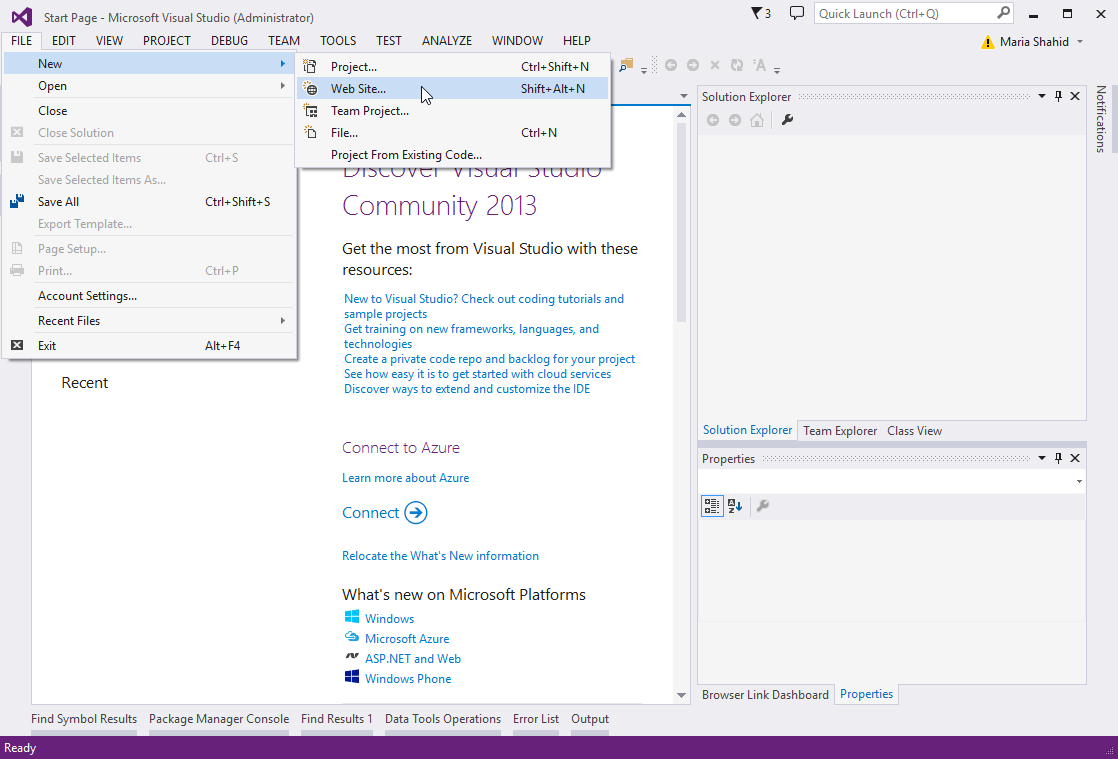 Start Page - Microsoft Visual Studio (Administrator)
3
Quick Launch (Ctrl+Q)
FILE EDIT VIEW PROJECT DEBUG TEAM TOOLS TEST ANALYZE WINDOW HELP
Maria Shahid
New
Open
Close
Close Solution
Save Selected Items Ctrl+S
Save Selected Items As...
Save All Ctrl+Shift+S
Export Template...
Page Setup...
Print... Ctrl+P
Account Settings...
Recent Files
Exit Alt+F4
Project... Ctrl+Shift+N
Web Site... Shift+Alt+N
Team Project...
File... Ctrl+N
Project From Existing Code...
Recent
Discover Visual Studio
Community 2013
Get the most from Visual Studio with these
resources:
New to Visual Studio? Check out coding tutorials and
sample projects
Get training on new frameworks, languages, and
technologies
Create a private code repo and backlog for your project
See how easy it is to get started with cloud services
Discover ways to extend and customize the IDE
Connect to Azure
Learn more about Azure
Connect
Relocate the What's New information
What's new on Microsoft Platforms
Windows
Microsoft Azure
ASP.NET and Web
Windows Phone
Solution Explorer
Solution Explorer Team Explorer Class View
Properties
Browser Link Dashboard Properties
Notifications
Find Symbol Results Package Manager Console Find Results 1 Data Tools Operations Error List Output
Ready